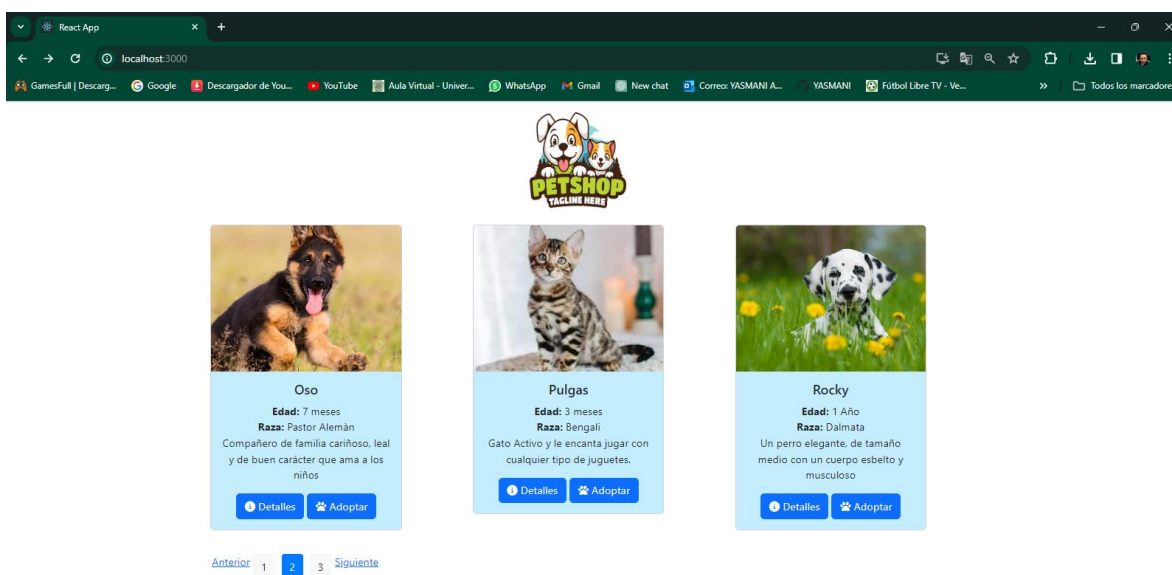 React App
localhost:3000
GamesFull | Descarg...
Google
Descargador de You...
YouTube
Aula Virtual - Univer...
WhatsApp
Gmail
New chat
Correo: YASMANI A...
YASMANI
Fútbol Libre TV - Ve...
Todos los marcadore
PETSHOP
TAGLINE HERE
Oso
Edad: 7 meses
Raza: Pastor Alemàn
Compañero de familia cariñoso, leal
y de buen carácter que ama a los
niños
Detalles
Adoptar
Pulgas
Edad: 3 meses
Raza: Bengali
Gato Activo y le encanta jugar con
cualquier tipo de juguetes.
Detalles
Adoptar
Rocky
Edad: 1 Año
Raza: Dalmata
Un perro elegante, de tamaño
medio con un cuerpo esbelto y
musculoso
Detalles
Adoptar
Anterior 1 2 3 Siguiente